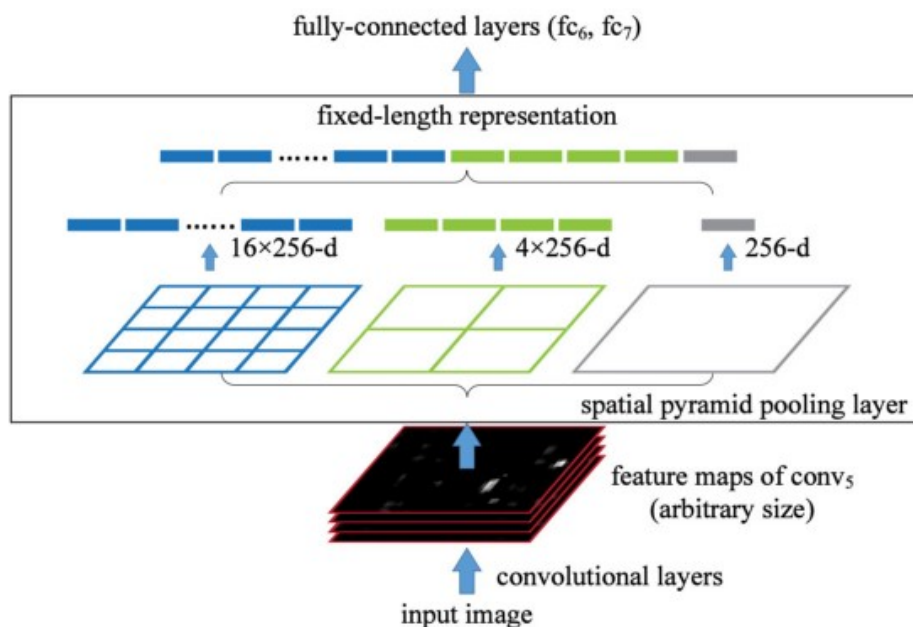 fully-connected layers (fc₆, fc₇)
fixed-length representation
......
......
16×256-d
4×256-d
256-d
spatial pyramid pooling layer
feature maps of conv₅
(arbitrary size)
convolutional layers
input image